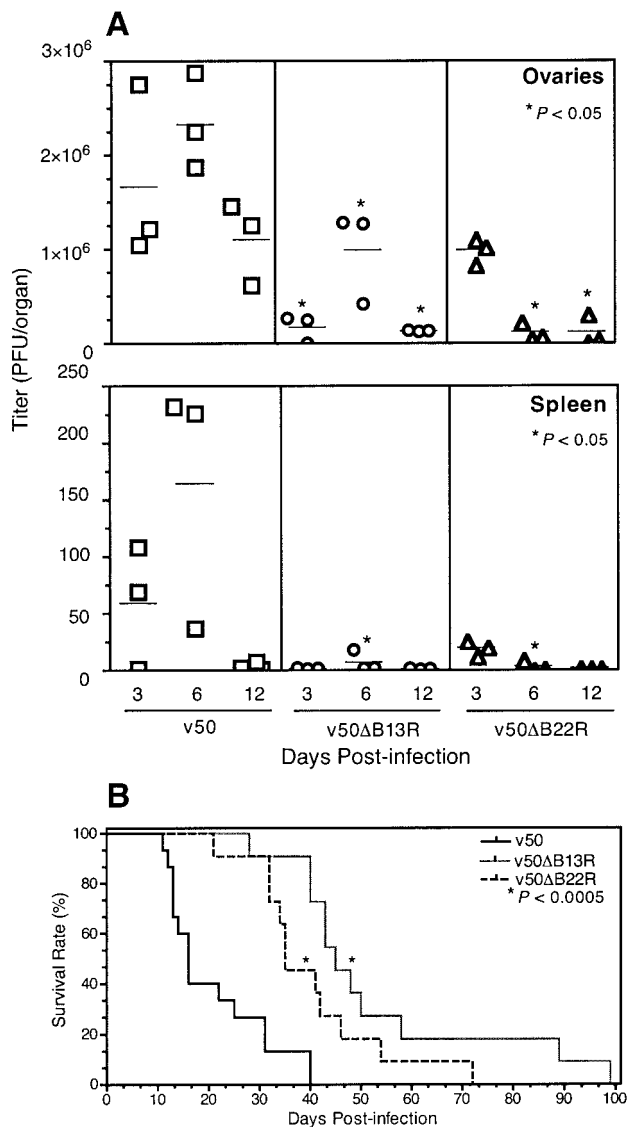 A
3×10⁶
2×10⁶
1×10⁶
0
Ovaries
* P < 0.05
*
*
*
*
*
Titer (PFU/organ)
250
200
150
100
50
0
Spleen
* P < 0.05
*
*
3 6 12 3 6 12 3 6 12
v50 v50ΔB13R v50ΔB22R
Days Post-infection
B
100
80
60
40
20
0
Survival Rate (%)
v50
v50ΔB13R
v50ΔB22R
* P < 0.0005
* *
0 10 20 30 40 50 60 70 80 90 100
Days Post-infection